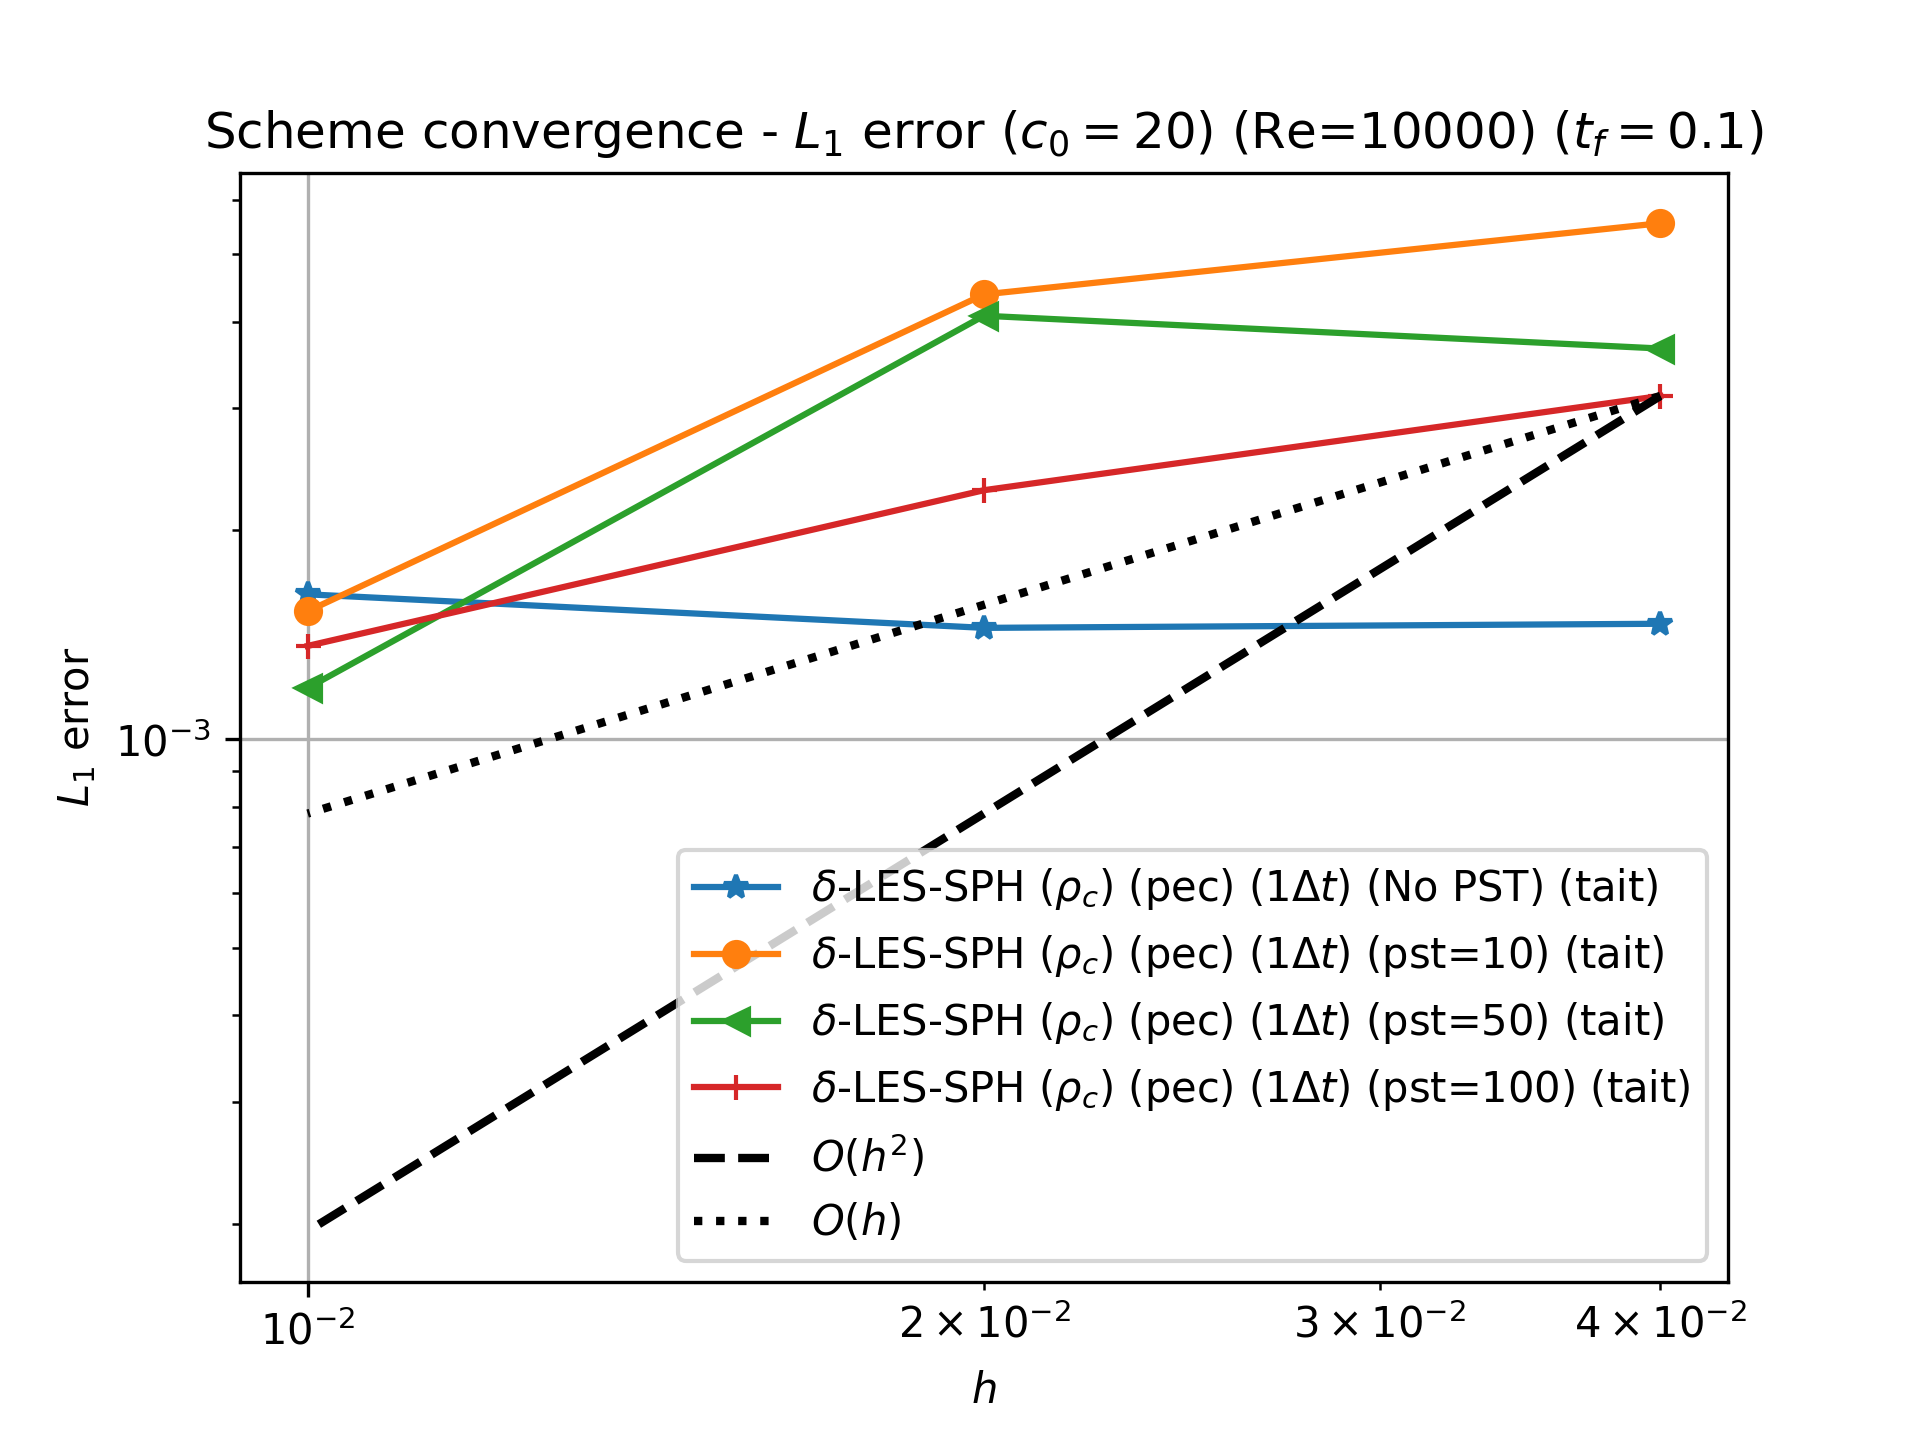 Scheme convergence - L₁ error (c₀ = 20) (Re=10000) (t_f = 0.1)
L₁ error
10⁻³
δ-LES-SPH (ρ_c) (pec) (1Δt) (No PST) (tait)
δ-LES-SPH (ρ_c) (pec) (1Δt) (pst=10) (tait)
δ-LES-SPH (ρ_c) (pec) (1Δt) (pst=50) (tait)
δ-LES-SPH (ρ_c) (pec) (1Δt) (pst=100) (tait)
O(h²)
O(h)
10⁻² 2 × 10⁻² 3 × 10⁻² 4 × 10⁻²
h